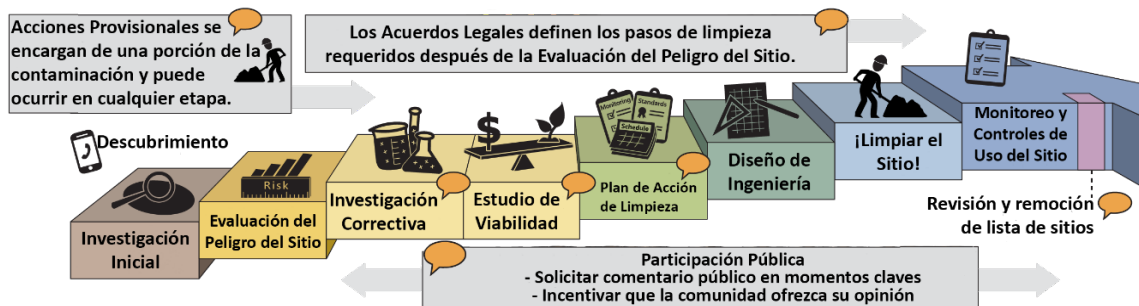 Acciones Provisionales se
encargan de una porción de la
contaminación y puede
ocurrir en cualquier etapa.
Los Acuerdos Legales definen los pasos de limpieza
requeridos después de la Evaluación del Peligro del Sitio.
Descubrimiento
Investigación
Inicial
Risk
Evaluación del
Peligro del Sitio
Investigación
Correctiva
$
Estudio de
Viabilidad
Monitoring
Standards
Schedule
Plan de Acción
de Limpieza
Diseño de
Ingeniería
¡Limpiar el
Sitio!
Monitoreo y
Controles de
Uso del Sitio
Revisión y remoción
de lista de sitios
Participación Pública
- Solicitar comentario público en momentos claves
- Incentivar que la comunidad ofrezca su opinión